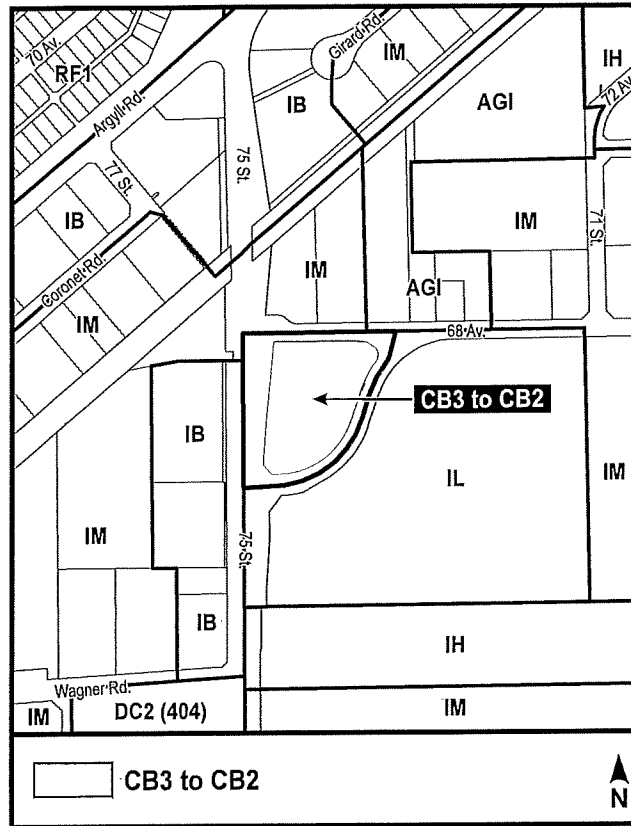 70 Av.
RF1
Argyll Rd.
77 St.
75 St.
Girard Rd.
IM
IB
IH
72 Av.
AGI
IB
IM
71 St.
Coronet Rd.
IM
IM
AGI
68 Av.
CB3 to CB2
IB
IL
IM
IM
75 St.
IB
IH
Wagner Rd.
IM
DC2 (404)
IM
CB3 to CB2
N